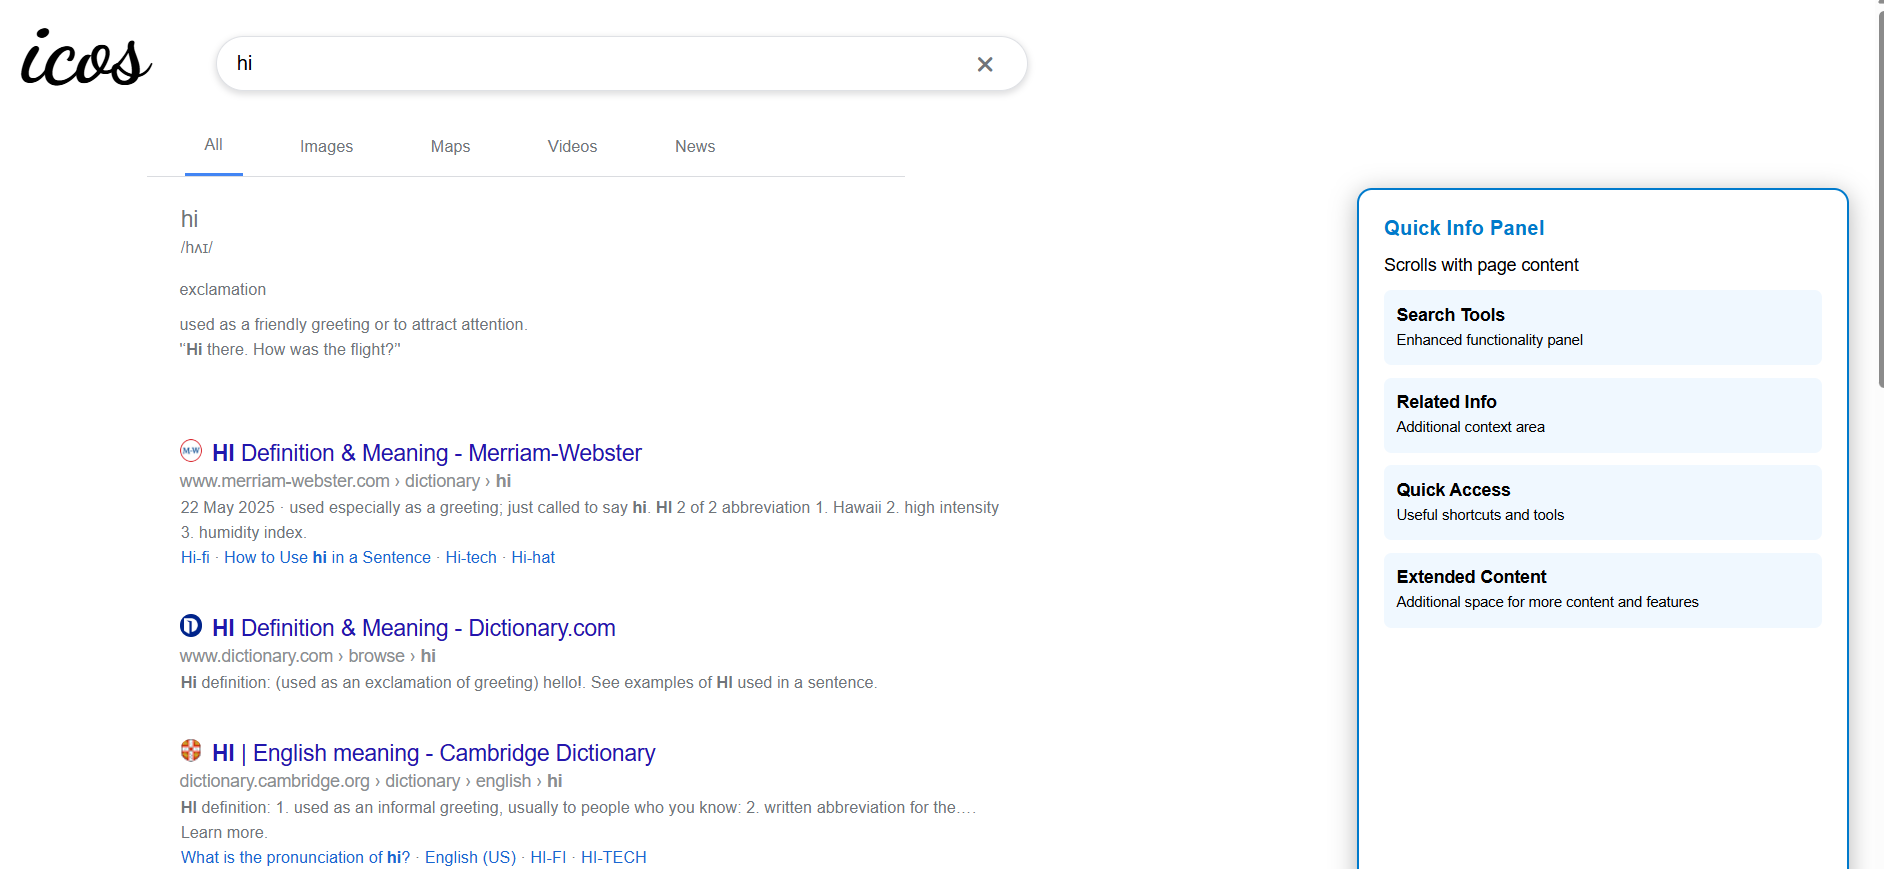 icos
hi
All
Images
Maps
Videos
News
hi
/hʌɪ/
exclamation
used as a friendly greeting or to attract attention.
"Hi there. How was the flight?"
M-W
HI Definition & Meaning - Merriam-Webster
www.merriam-webster.com › dictionary › hi
22 May 2025 · used especially as a greeting; just called to say hi. HI 2 of 2 abbreviation 1. Hawaii 2. high intensity
3. humidity index.
Hi-fi · How to Use hi in a Sentence · Hi-tech · Hi-hat
HI Definition & Meaning - Dictionary.com
www.dictionary.com › browse › hi
Hi definition: (used as an exclamation of greeting) hello!. See examples of HI used in a sentence.
HI | English meaning - Cambridge Dictionary
dictionary.cambridge.org › dictionary › english › hi
HI definition: 1. used as an informal greeting, usually to people who you know: 2. written abbreviation for the....
Learn more.
What is the pronunciation of hi? · English (US) · HI-FI · HI-TECH
Quick Info Panel
Scrolls with page content
Search Tools
Enhanced functionality panel
Related Info
Additional context area
Quick Access
Useful shortcuts and tools
Extended Content
Additional space for more content and features